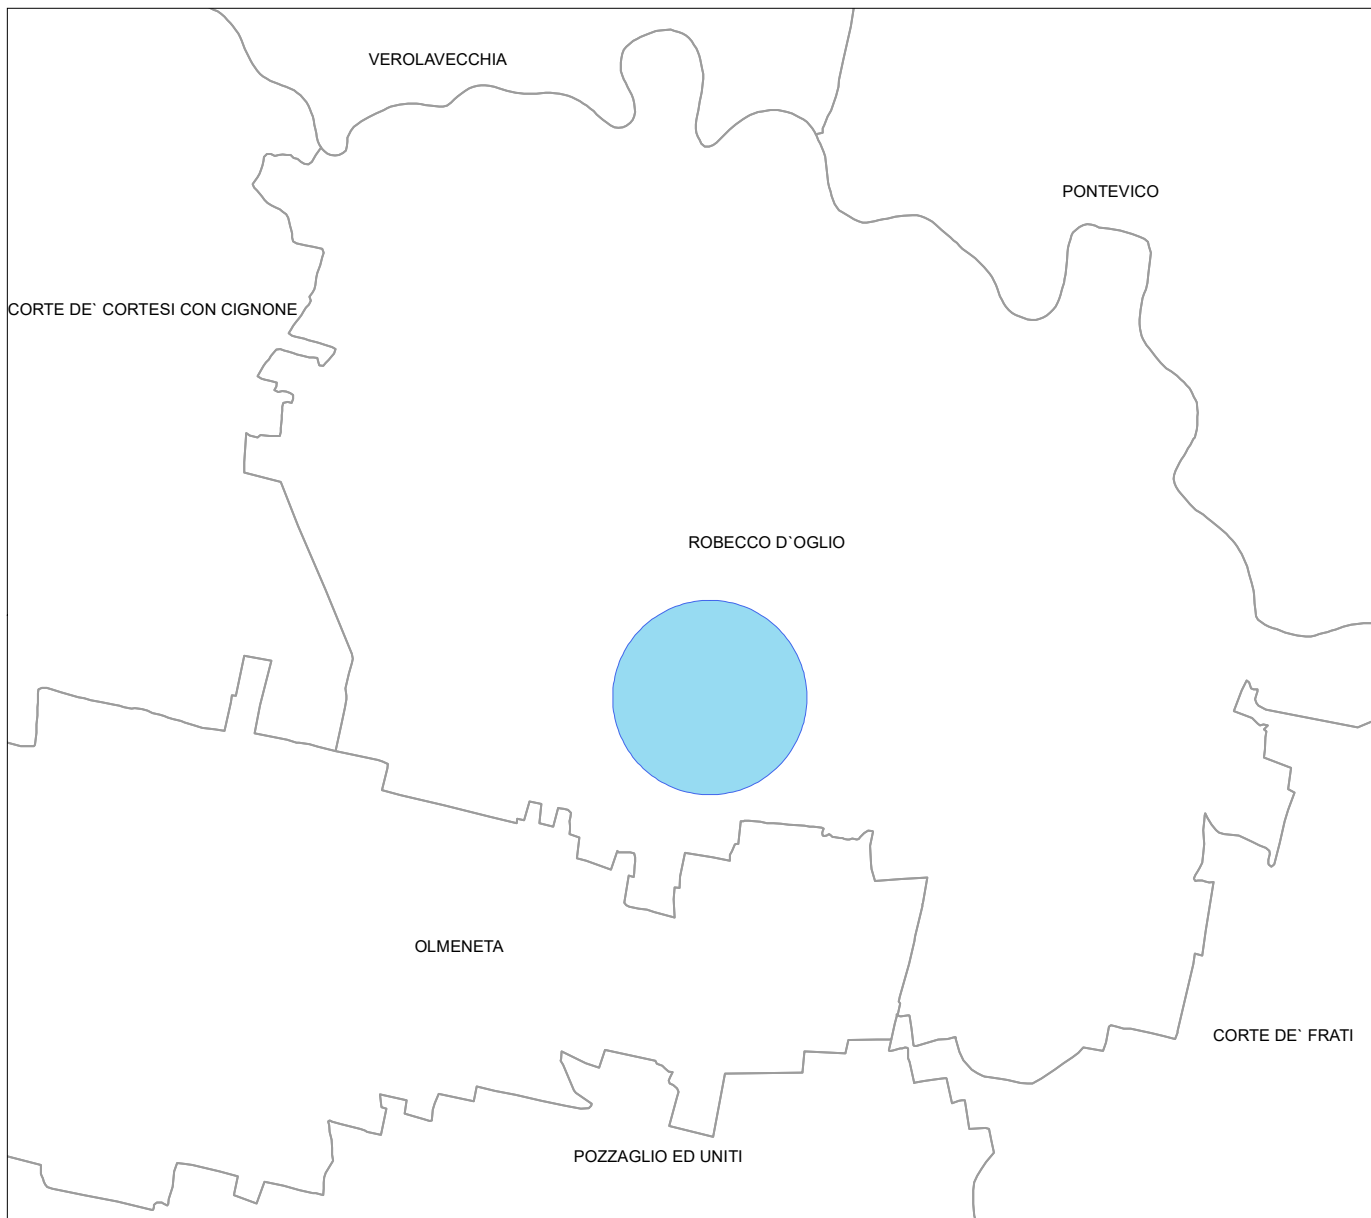 VEROLAVECCHIA
PONTEVICO
CORTE DE` CORTESI CON CIGNONE
ROBECCO D`OGLIO
OLMENETA
CORTE DE` FRATI
POZZAGLIO ED UNITI